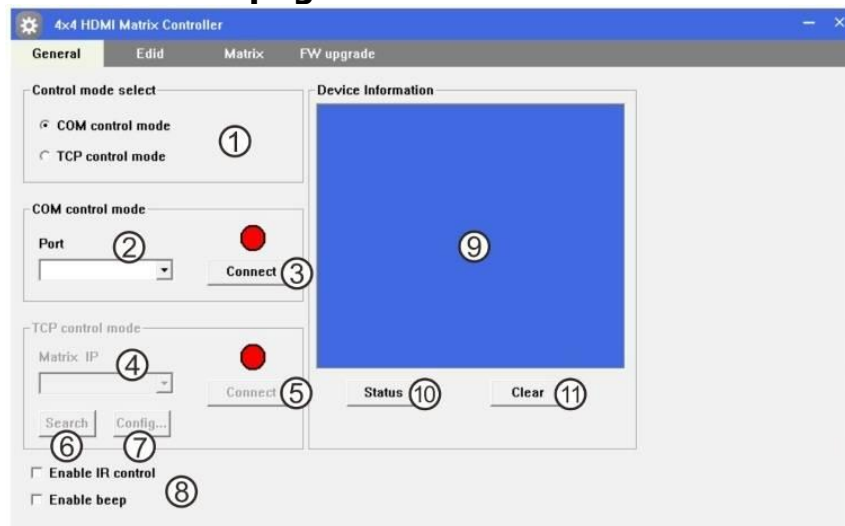 4x4 HDMI Matrix Controller
General Edid Matrix FW upgrade
Control mode select
COM control mode
TCP control mode
①
COM control mode
Port
②
Connect ③
TCP control mode
Matrix IP
④
Connect ⑤
Search Config...
⑥ ⑦
Enable IR control
Enable beep
⑧
Device Information
⑨
Status ⑩ Clear ⑪